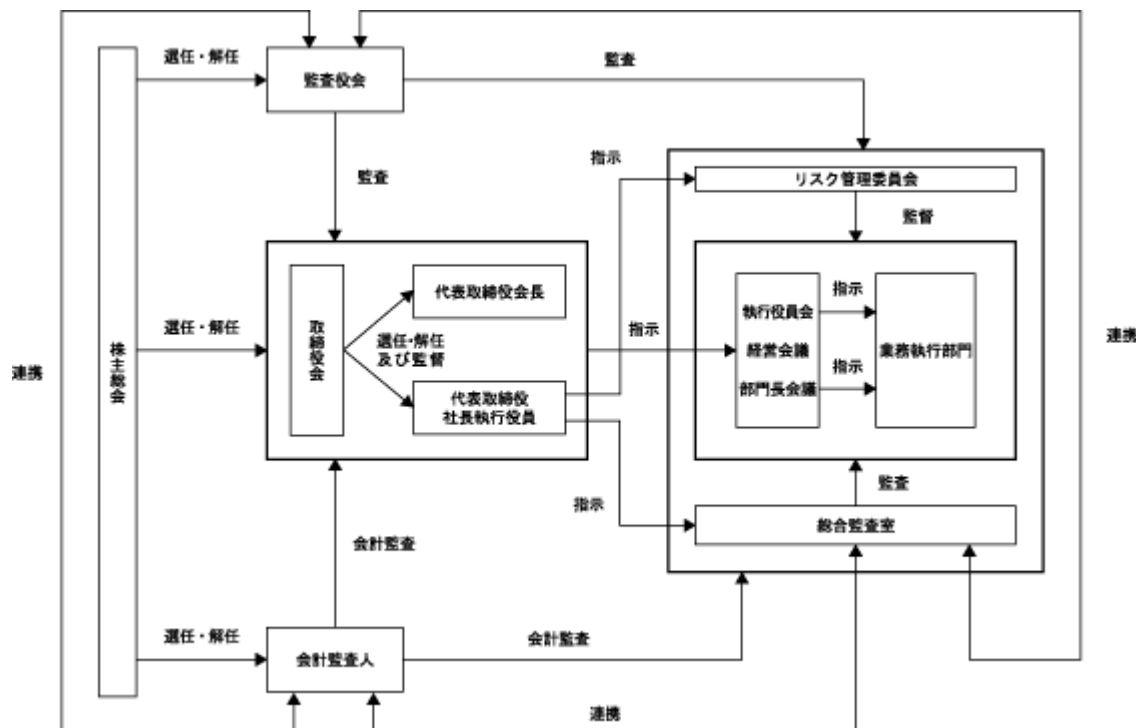 選任・解任
監査役会
監査
監査
指示
リスク管理委員会
監督
株主総会
選任・解任
取締役会
代表取締役会長
選任・解任
及び監督
代表取締役
社長執行役員
指示
執行役員会
経営会議
部門長会議
指示
指示
業務執行部門
連携
連携
監査
指示
総合監査室
会計監査
選任・解任
会計監査人
会計監査
連携